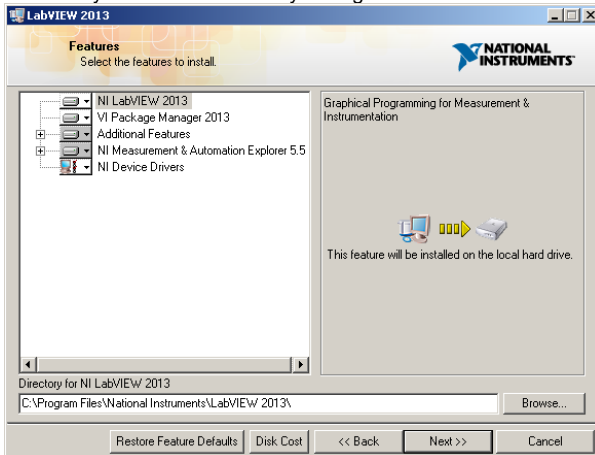 LabVIEW 2013
Features
Select the features to install.
NATIONAL
INSTRUMENTS
NI LabVIEW 2013
VI Package Manager 2013
Additional Features
NI Measurement & Automation Explorer 5.5
NI Device Drivers
Graphical Programming for Measurement &
Instrumentation
This feature will be installed on the local hard drive.
Directory for NI LabVIEW 2013
C:\Program Files\National Instruments\LabVIEW 2013\
Browse...
Restore Feature Defaults
Disk Cost
<< Back
Next >>
Cancel